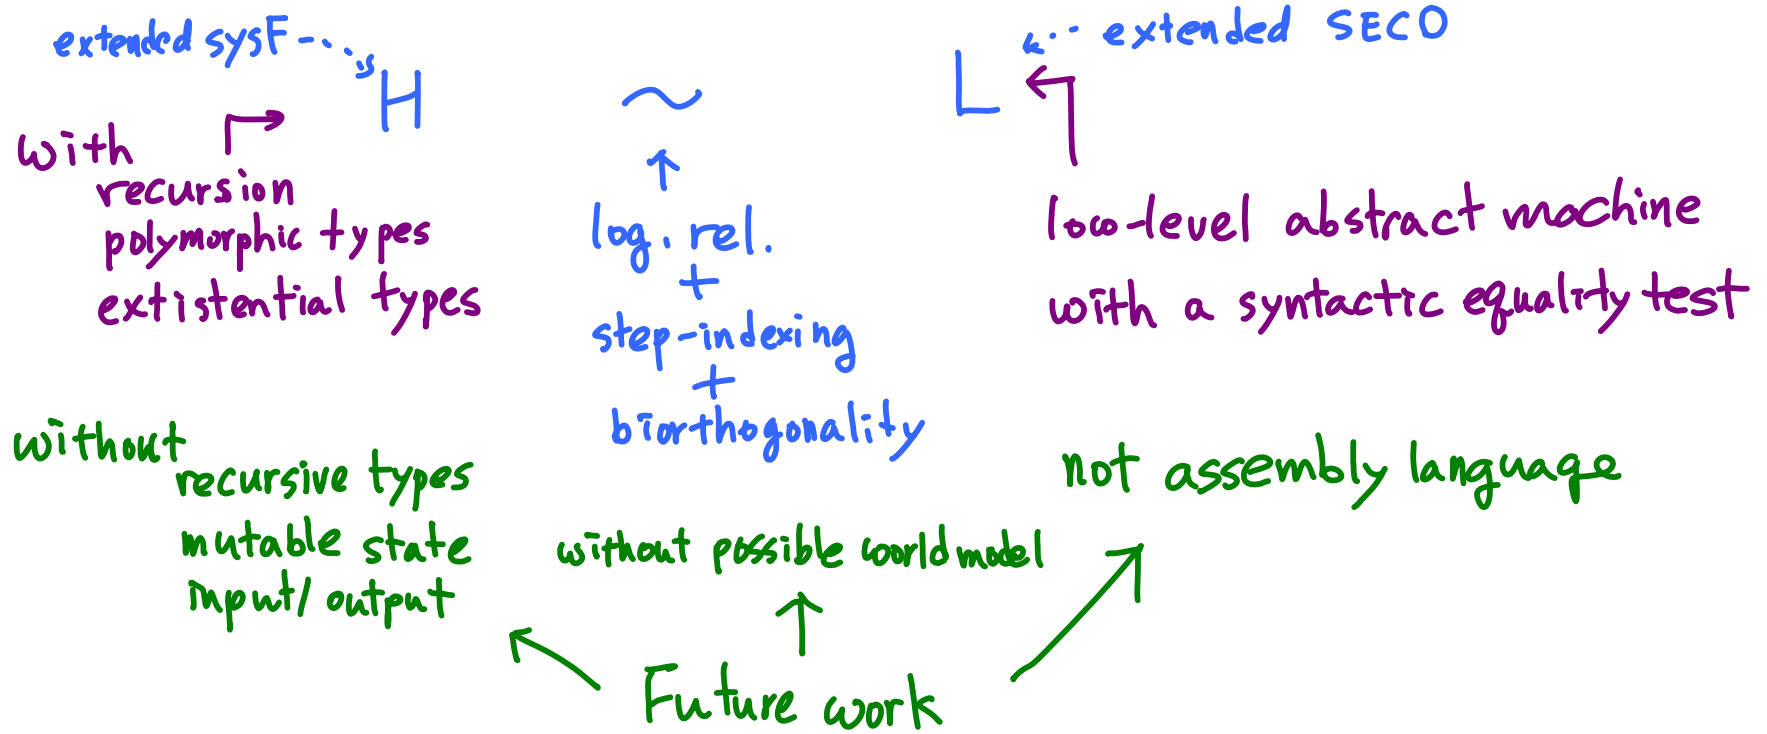 extended sysF
H
~
L
extended SECD
with
recursion
polymorphic types
extistential types
log. rel.
+
step-indexing
+
biorthogonality
low-level abstract machine
with a syntactic equality test
without
recursive types
mutable state
input/output
without possible world model
not assembly language
Future work